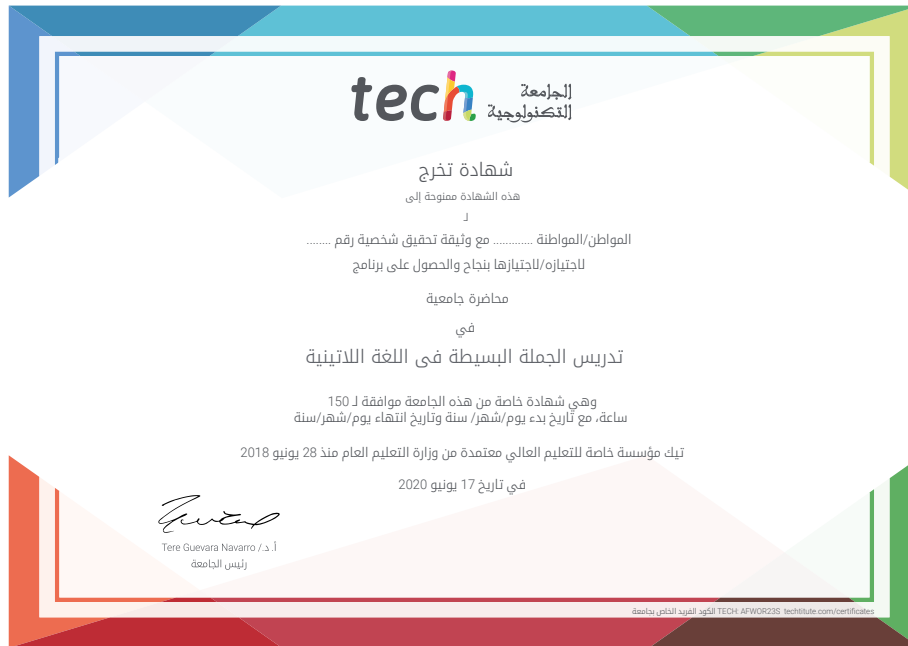 tech الجامعة
التكنولوجية
شهادة تخرج
هذه الشهادة ممنوحة إلى
لـ
المواطن/المواطنة ............. مع وثيقة تحقيق شخصية رقم ........
لاجتيازه/لاجتيازها بنجاح والحصول على برنامج
محاضرة جامعية
في
تدريس الجملة البسيطة فى اللغة اللاتينية
وهي شهادة خاصة من هذه الجامعة موافقة لـ 150
ساعة، مع تاريخ بدء يوم/شهر/ سنة وتاريخ انتهاء يوم/شهر/سنة
تيك مؤسسة خاصة للتعليم العالي معتمدة من وزارة التعليم العام منذ 28 يونيو 2018
في تاريخ 17 يونيو 2020
أ. د./ Tere Guevara Navarro
رئيس الجامعة
الكود الفريد الخاص بجامعة TECH: AFWOR23S techtitute.com/certificates